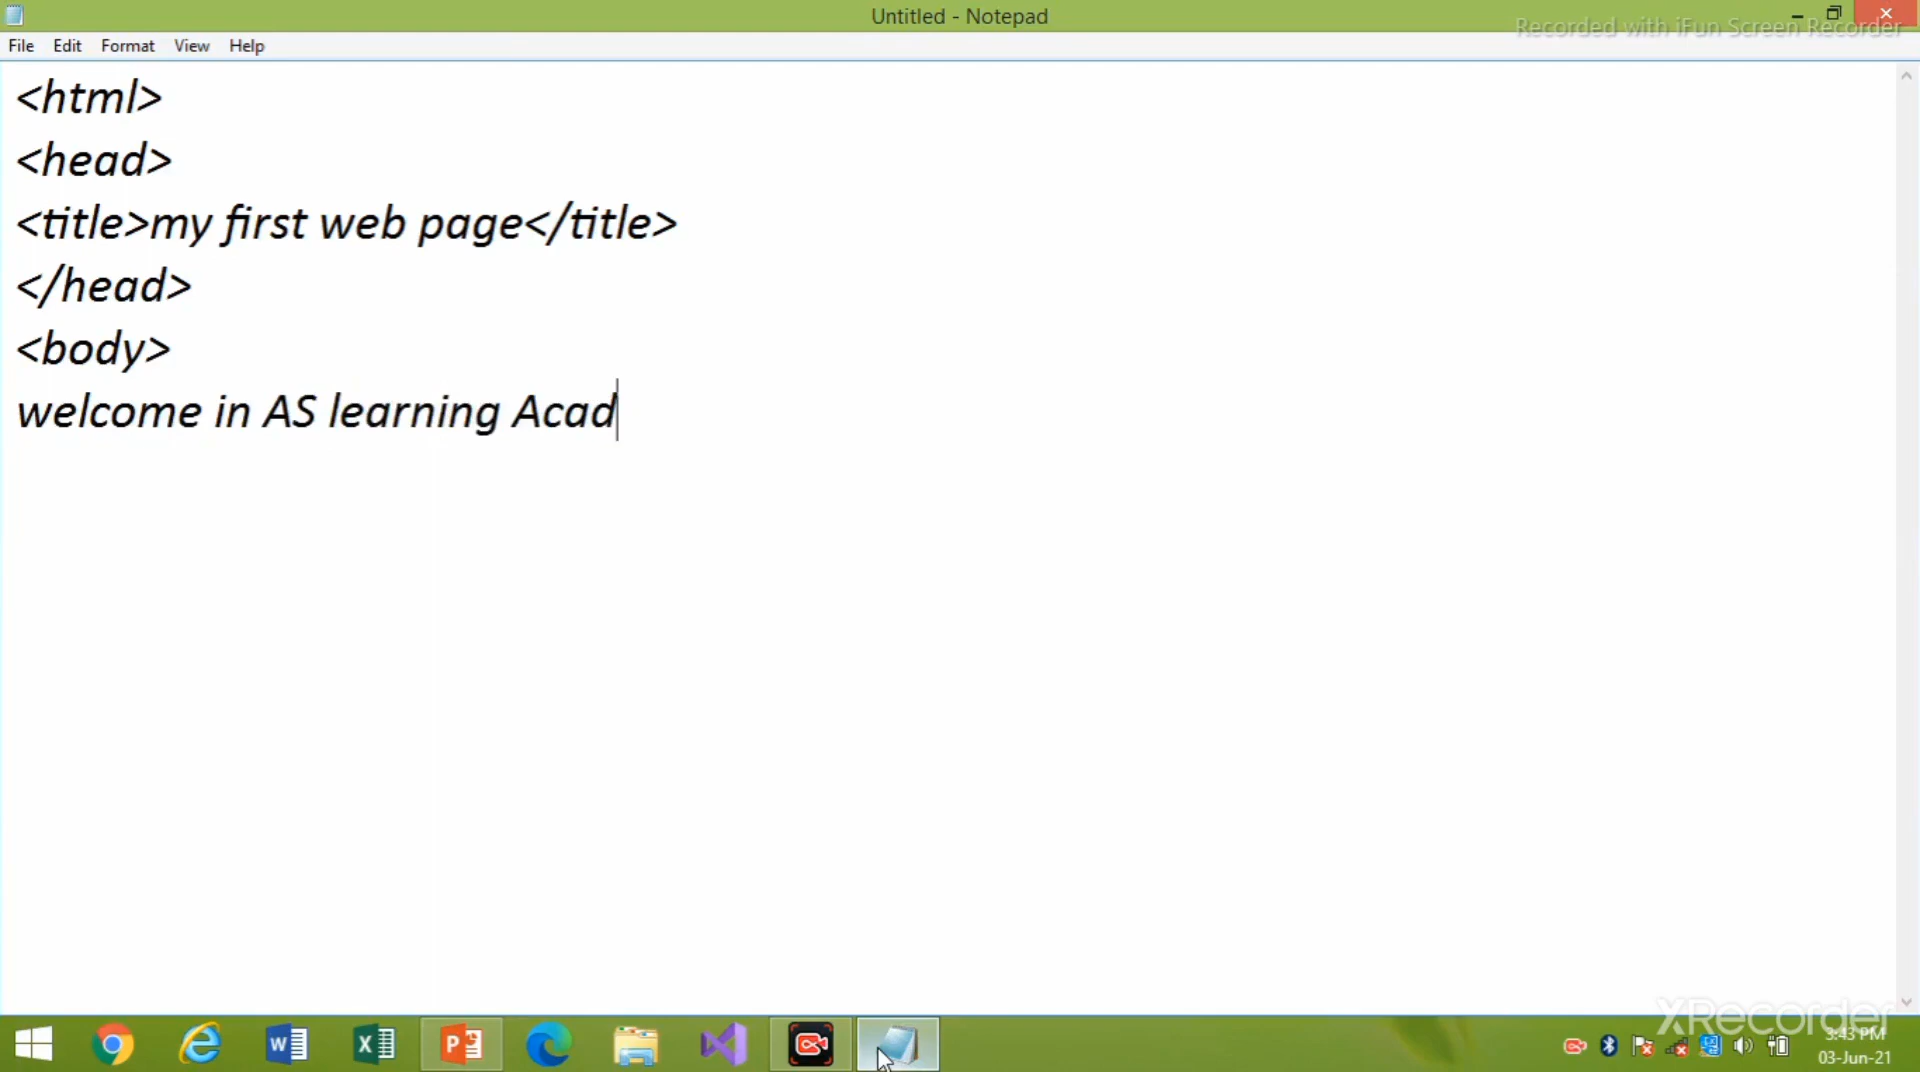 Untitled - Notepad
Recorded with iFun Screen Recorder
File Edit Format View Help
<html>
<head>
<title>my first web page</title>
</head>
<body>
welcome in AS learning Acad
XRecorder
3:43 PM
03-Jun-21